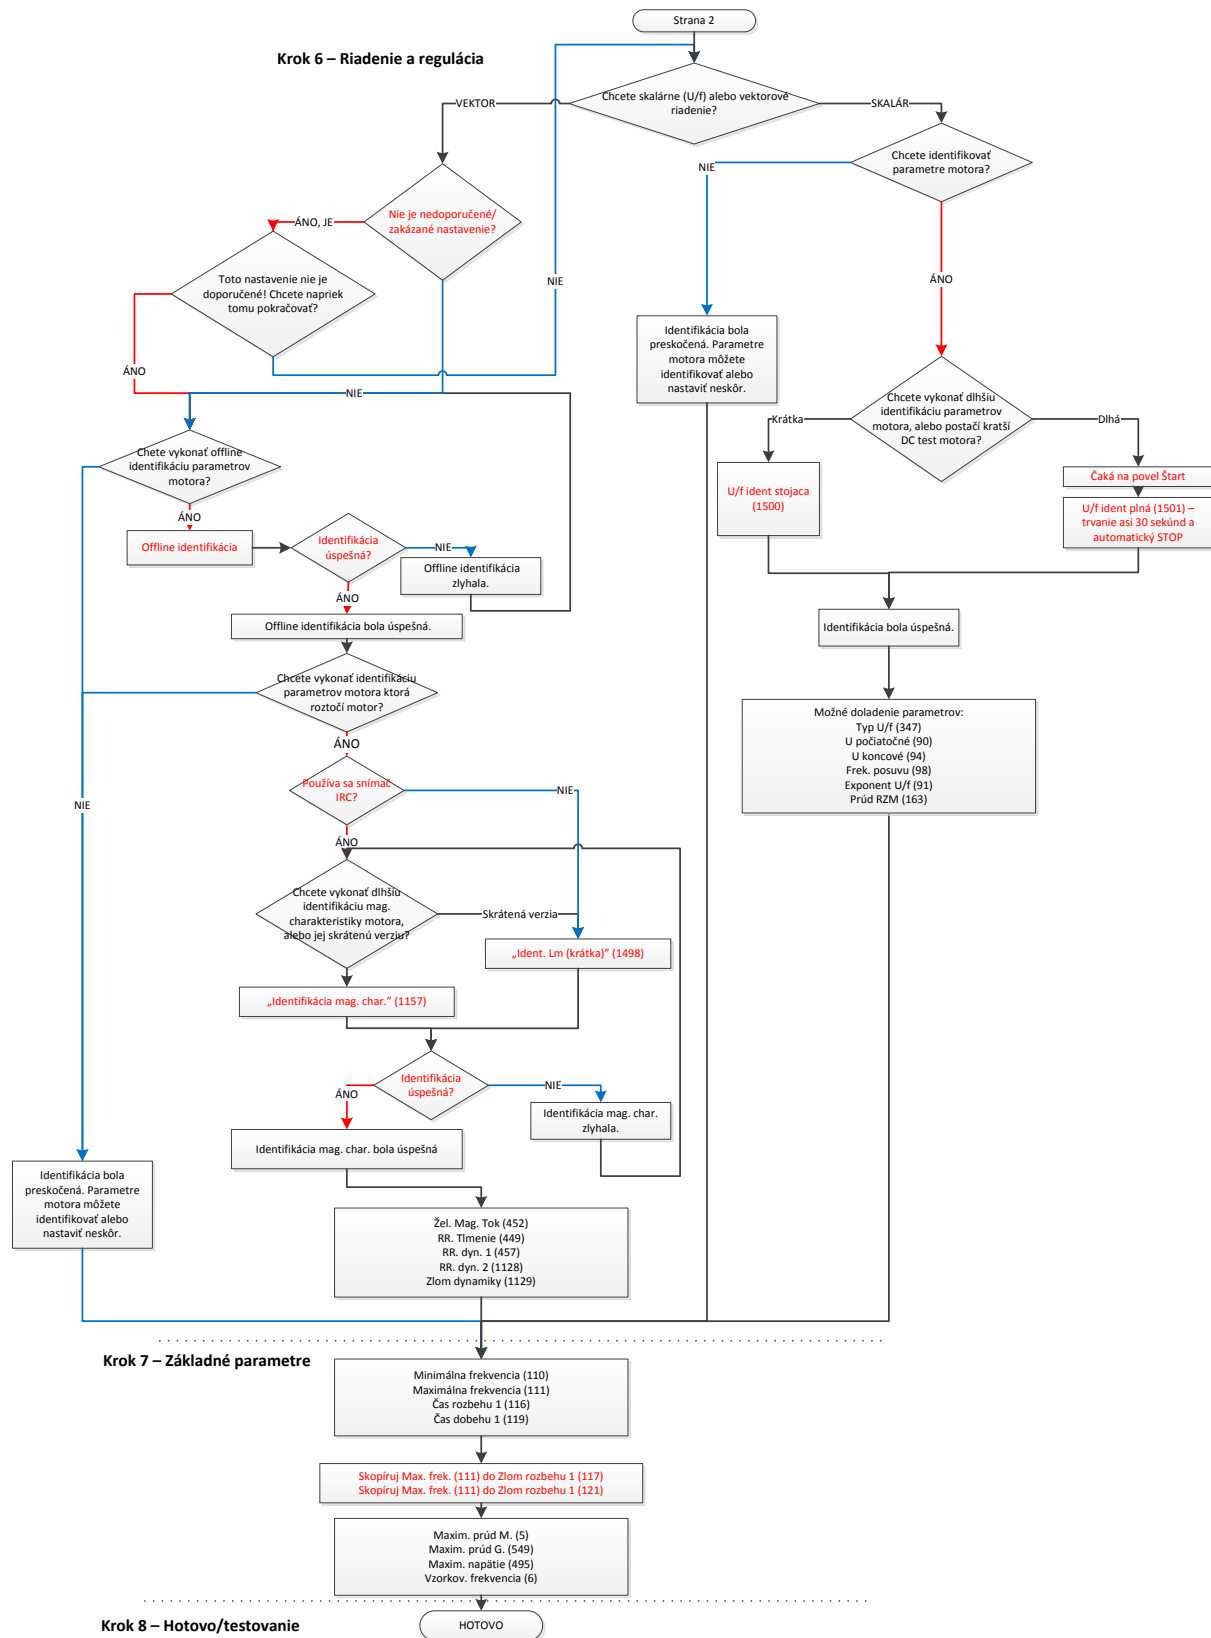 Strana 2
Krok 6 – Riadenie a regulácia
Chcete skalárne (U/f) alebo vektorové
riadenie?
VEKTOR
SKALÁR
Chcete identifikovať
parametre motora?
NIE
ÁNO
Nie je nedoporučené/
zakázané nastavenie?
ÁNO, JE
NIE
Toto nastavenie nie je
doporučené! Chcete napriek
tomu pokračovať?
ÁNO
NIE
Identifikácia bola
preskočená. Parametre
motora môžete
identifikovať alebo
nastaviť neskôr.
Chcete vykonať dlhšiu
identifikáciu parametrov
motora, alebo postačí kratší
DC test motora?
Krátka
Dlhá
U/f ident stojaca
(1500)
Čaká na povel Štart
U/f ident plná (1501) –
trvanie asi 30 sekúnd a
automatický STOP
Chete vykonať offline
identifikáciu parametrov
motora?
ÁNO
Offline identifikácia
Identifikácia
úspešná?
NIE
Offline identifikácia
zlyhala.
ÁNO
Offline identifikácia bola úspešná.
Identifikácia bola úspešná.
Chcete vykonať identifikáciu
parametrov motora ktorá
roztočí motor?
ÁNO
Možné doladenie parametrov:
Typ U/f (347)
U počiatočné (90)
U koncové (94)
Frek. posuvu (98)
Exponent U/f (91)
Prúd RZM (163)
Používa sa snímač
IRC?
NIE
NIE
ÁNO
Chcete vykonať dlhšiu
identifikáciu mag.
charakteristiky motora,
alebo jej skrátenú verziu?
Skrátená verzia
„Ident. Lm (krátka)” (1498)
„Identifikácia mag. char.” (1157)
Identifikácia
úspešná?
NIE
ÁNO
Identifikácia mag. char.
zlyhala.
Identifikácia mag. char. bola úspešná
Identifikácia bola
preskočená. Parametre
motora môžete
identifikovať alebo
nastaviť neskôr.
Žel. Mag. Tok (452)
RR. Tlmenie (449)
RR. dyn. 1 (457)
RR. dyn. 2 (1128)
Zlom dynamiky (1129)
Krok 7 – Základné parametre
Minimálna frekvencia (110)
Maximálna frekvencia (111)
Čas rozbehu 1 (116)
Čas dobehu 1 (119)
Skopíruj Max. frek. (111) do Zlom rozbehu 1 (117)
Skopíruj Max. frek. (111) do Zlom rozbehu 1 (121)
Maxim. prúd M. (5)
Maxim. prúd G. (549)
Maxim. napätie (495)
Vzorkov. frekvencia (6)
Krok 8 – Hotovo/testovanie
HOTOVO